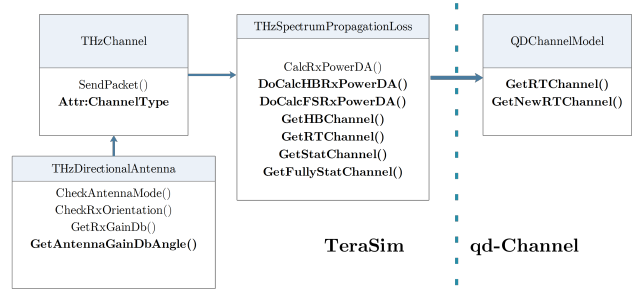 THzChannel
SendPacket()
Attr:ChannelType
THzDirectionalAntenna
CheckAntennaMode()
CheckRxOrientation()
GetRxGainDb()
GetAntennaGainDbAngle()
THzSpectrumPropagationLoss
CalcRxPowerDA()
DoCalcHBRxPowerDA()
DoCalcFSRxPowerDA()
GetHBChannel()
GetRTChannel()
GetStatChannel()
GetFullyStatChannel()
QDChannelModel
GetRTChannel()
GetNewRTChannel()
TeraSim
qd-Channel